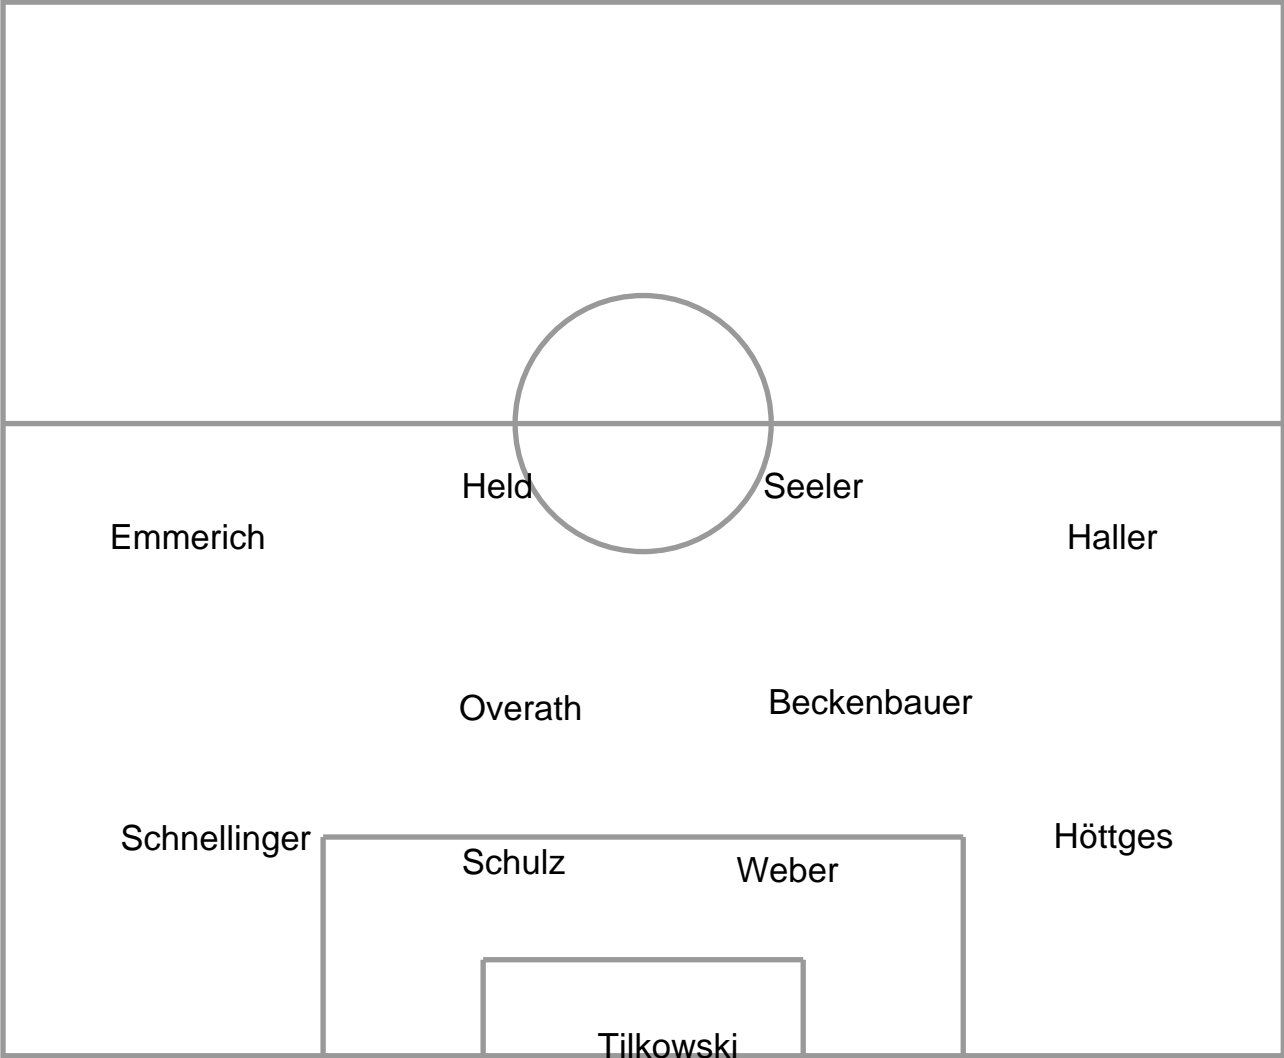 Held
Seeler
Emmerich
Haller
Overath
Beckenbauer
Schnellinger
Höttges
Schulz
Weber
Tilkowski